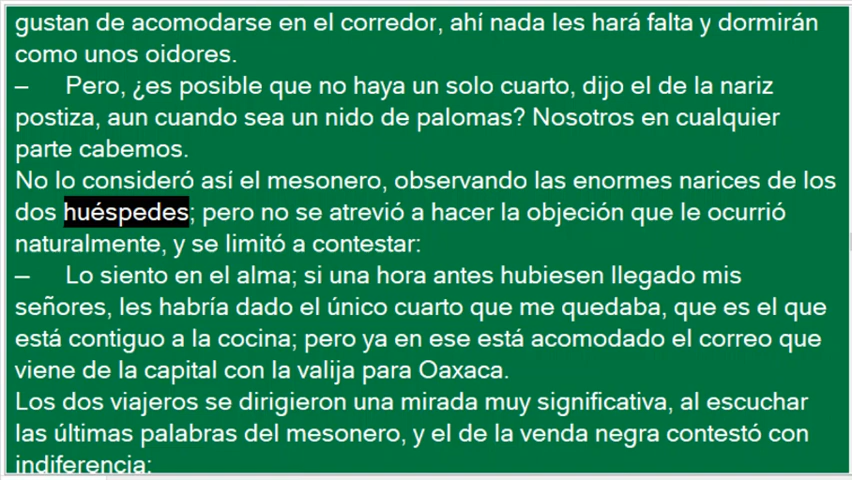 gustan de acomodarse en el corredor, ahí nada les hará falta y dormirán
como unos oidores.
– Pero, ¿es posible que no haya un solo cuarto, dijo el de la nariz
postiza, aun cuando sea un nido de palomas? Nosotros en cualquier
parte cabemos.
No lo consideró así el mesonero, observando las enormes narices de los
dos huéspedes; pero no se atrevió a hacer la objeción que le ocurrió
naturalmente, y se limitó a contestar:
– Lo siento en el alma; si una hora antes hubiesen llegado mis
señores, les habría dado el único cuarto que me quedaba, que es el que
está contiguo a la cocina; pero ya en ese está acomodado el correo que
viene de la capital con la valija para Oaxaca.
Los dos viajeros se dirigieron una mirada muy significativa, al escuchar
las últimas palabras del mesonero, y el de la venda negra contestó con
indiferencia: